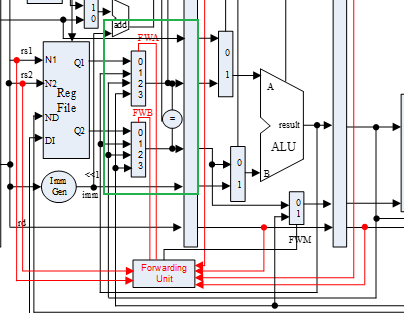 1
0
add
FWA
rs1
rs2
N1
N2
Reg
File
ND
DI
Q1
Q2
0
1
2
3
FWB
0
1
2
3
=
0
1
A
result
ALU
B
0
1
0
1
FWM
<<1
Imm
Gen
imm
rd
Forwarding
Unit